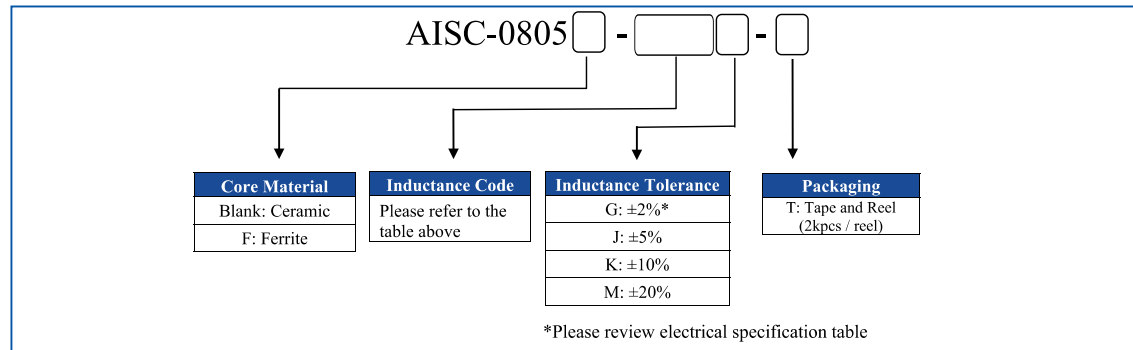 AISC-0805 - -
Core Material
Blank: Ceramic
F: Ferrite
Inductance Code
Please refer to the
table above
Inductance Tolerance
G: ±2%*
J: ±5%
K: ±10%
M: ±20%
Packaging
T: Tape and Reel
(2kpcs / reel)
*Please review electrical specification table